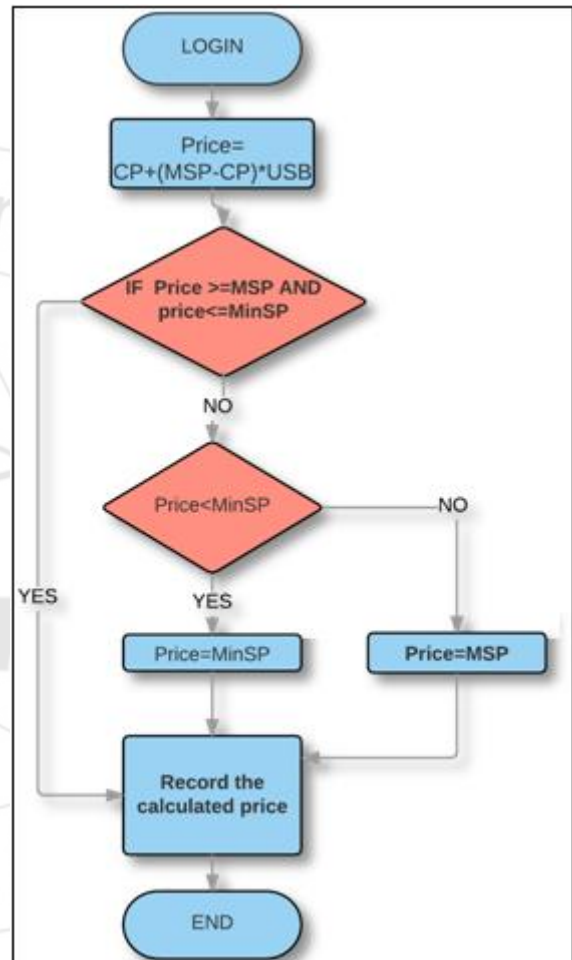 LOGIN
Price=
CP+(MSP-CP)*USB
IF Price >=MSP AND
price<=MinSP
NO
Price<MinSP
NO
YES
YES
Price=MinSP
Price=MSP
Record the
calculated price
END